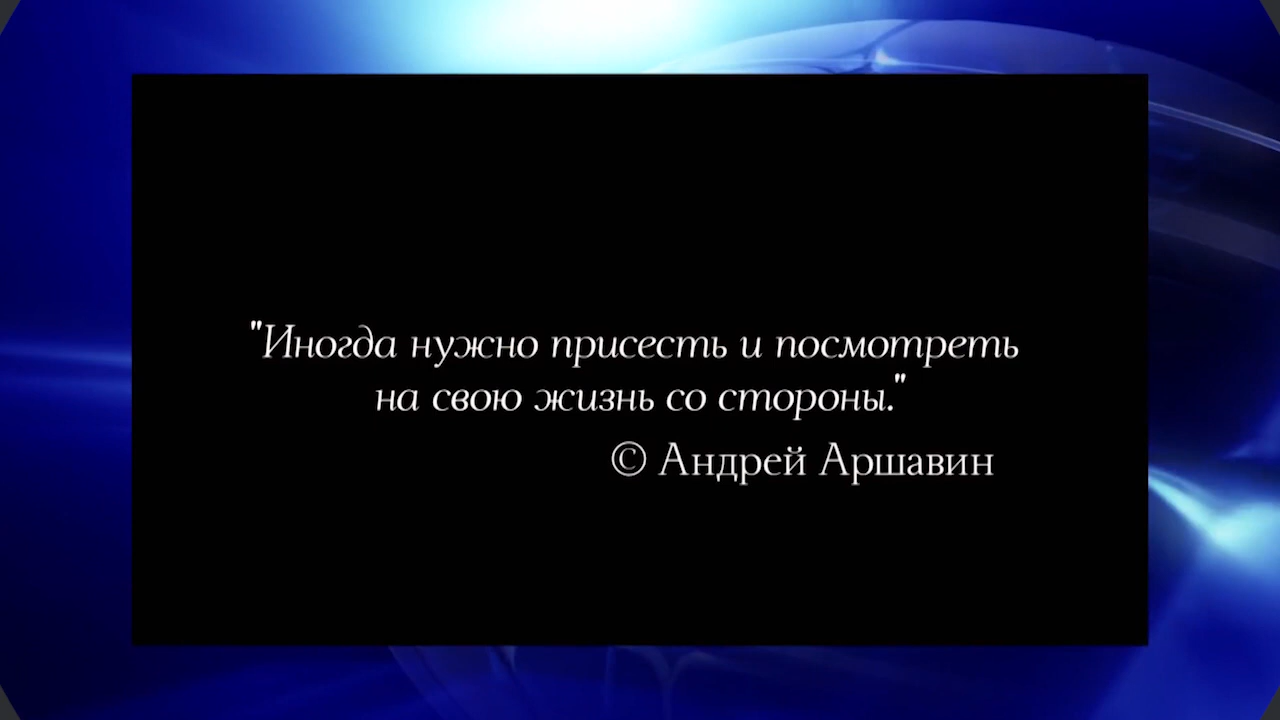 "Иногда нужно присесть и посмотреть
на свою жизнь со стороны."
© Андрей Аршавин